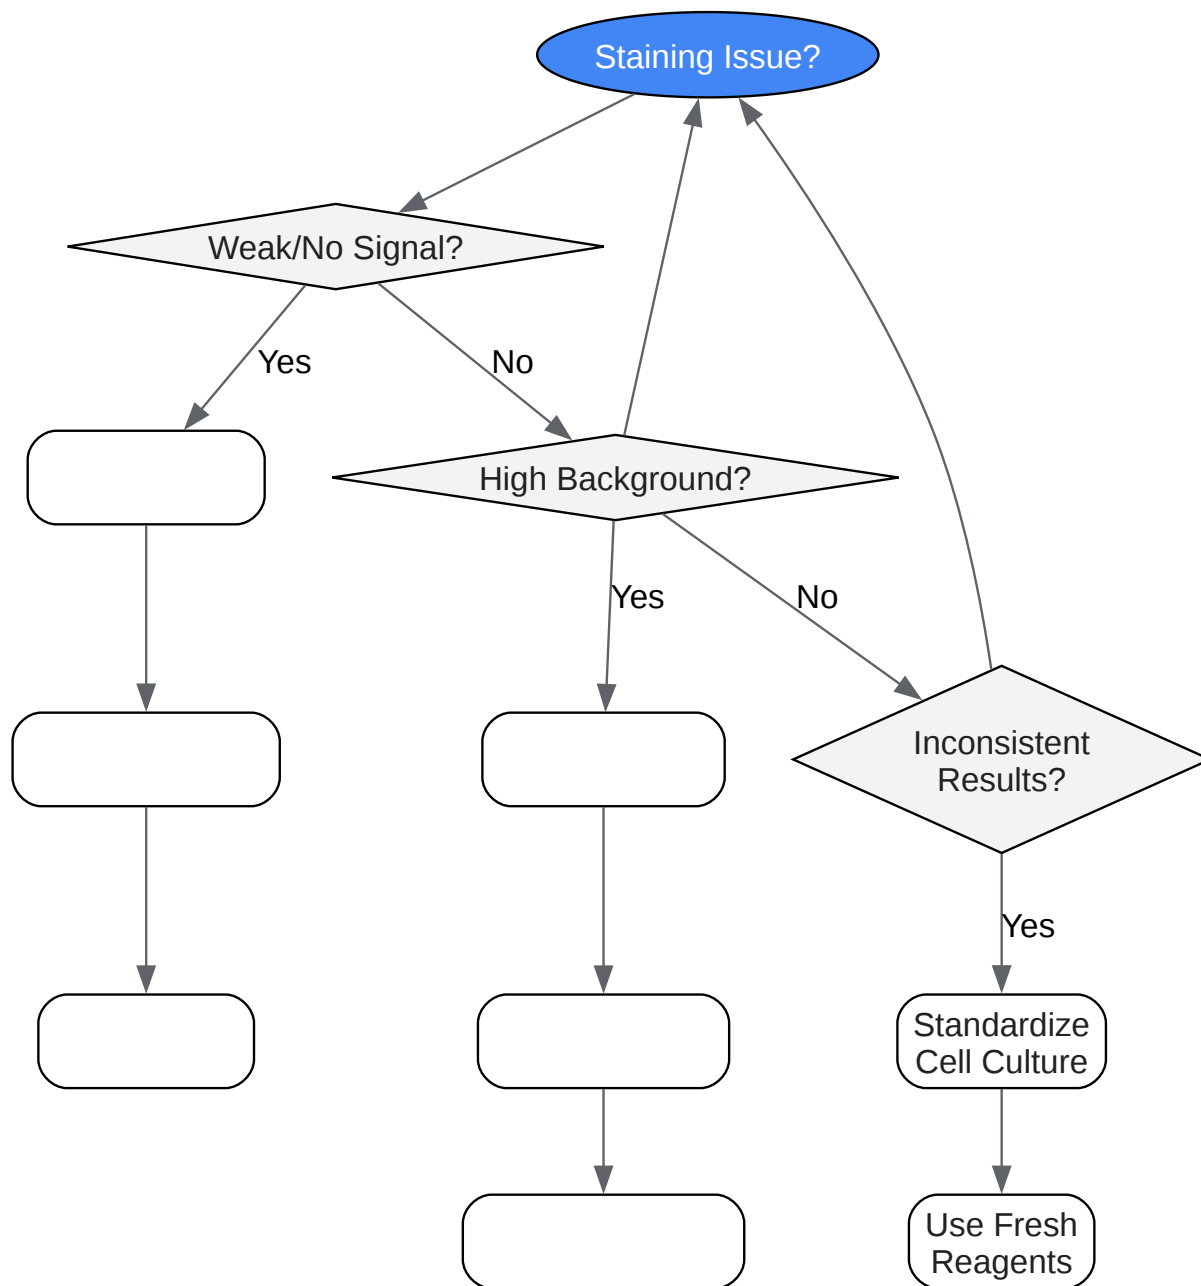 Staining Issue?
Weak/No Signal?
Yes
No
High Background?
Yes
No
Inconsistent
Results?
Yes
Standardize
Cell Culture
Use Fresh
Reagents